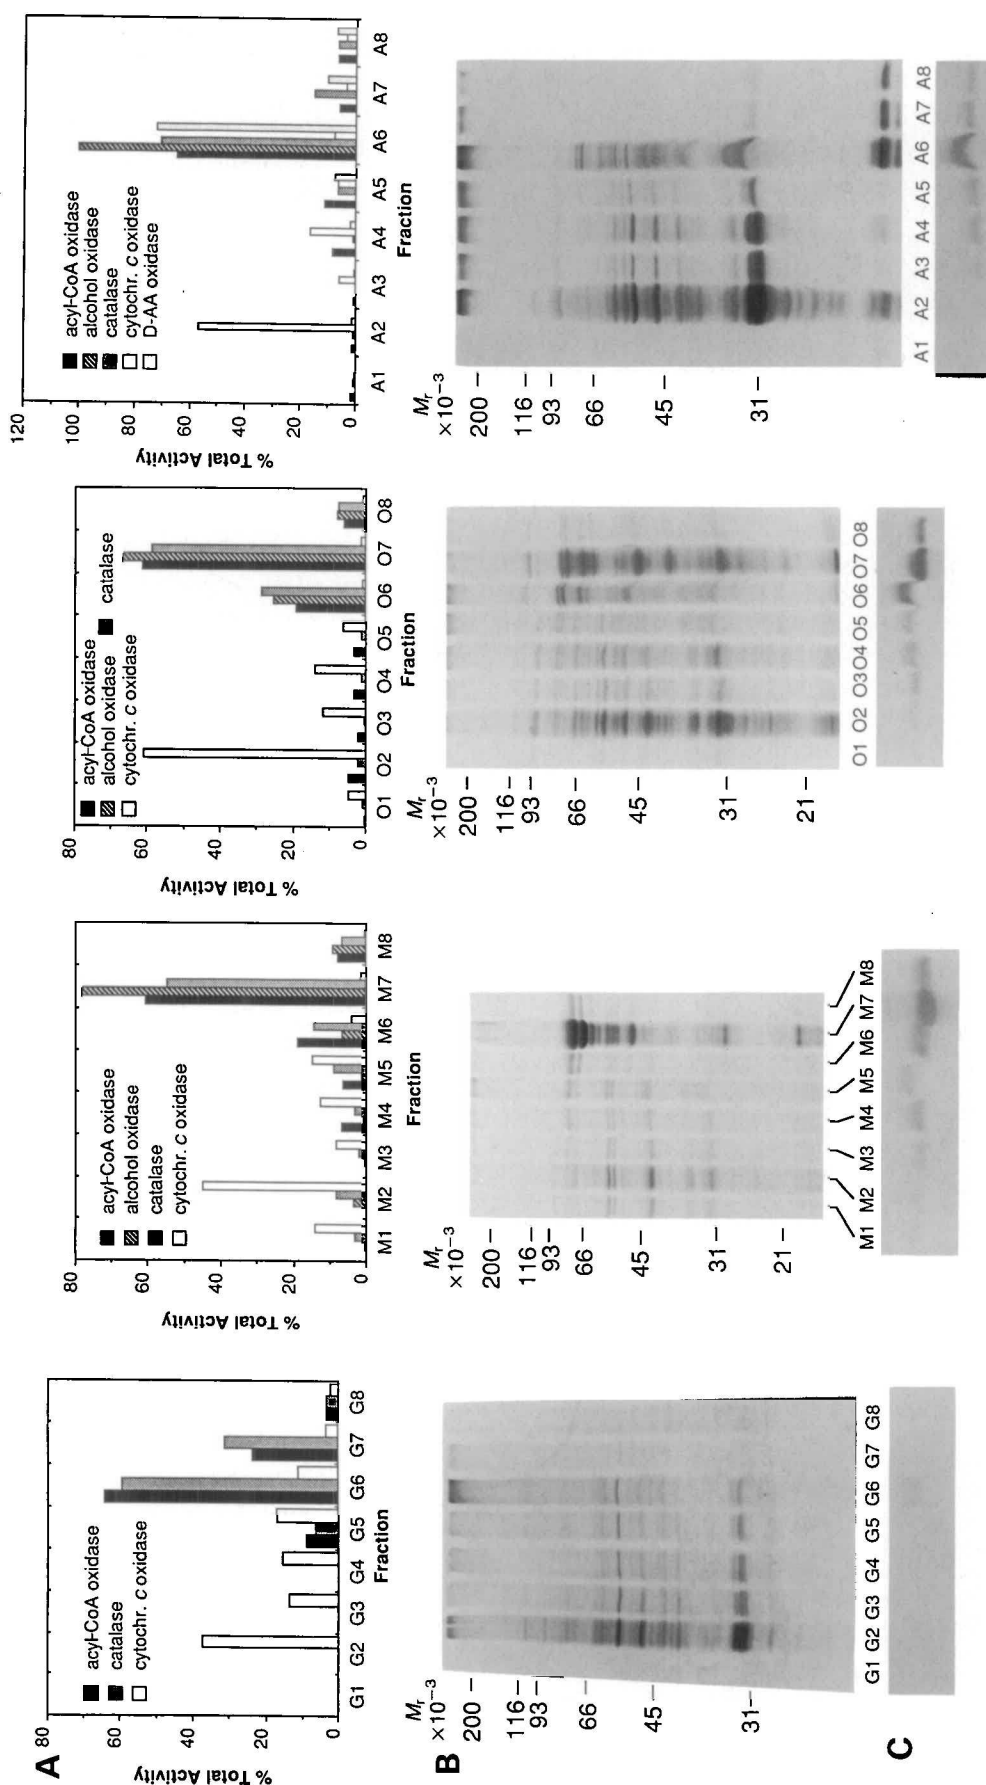 A
% Total Activity
80
60
40
20
0
acyl-CoA oxidase
catalase
cytochr. c oxidase
G1 G2 G3 G4 G5 G6 G7 G8
Fraction
% Total Activity
80
60
40
20
0
acyl-CoA oxidase
alcohol oxidase
catalase
cytochr. c oxidase
M1 M2 M3 M4 M5 M6 M7 M8
Fraction
% Total Activity
80
60
40
20
0
acyl-CoA oxidase
alcohol oxidase
cytochr. c oxidase
catalase
O1 O2 O3 O4 O5 O6 O7 O8
Fraction
% Total Activity
120
100
80
60
40
20
0
acyl-CoA oxidase
alcohol oxidase
catalase
cytochr. c oxidase
D-AA oxidase
A1 A2 A3 A4 A5 A6 A7 A8
Fraction
B
Mr
×10−3
200 –
116 –
93 –
66 –
45 –
31 –
G1 G2 G3 G4 G5 G6 G7 G8
Mr
×10−3
200 –
116 –
93 –
66 –
45 –
31 –
21 –
M1 M2 M3 M4 M5 M6 M7 M8
Mr
×10−3
200 –
116 –
93 –
66 –
45 –
31 –
21 –
O1 O2 O3 O4 O5 O6 O7 O8
Mr
×10−3
200 –
116 –
93 –
66 –
45 –
31 –
A1 A2 A3 A4 A5 A6 A7 A8
C